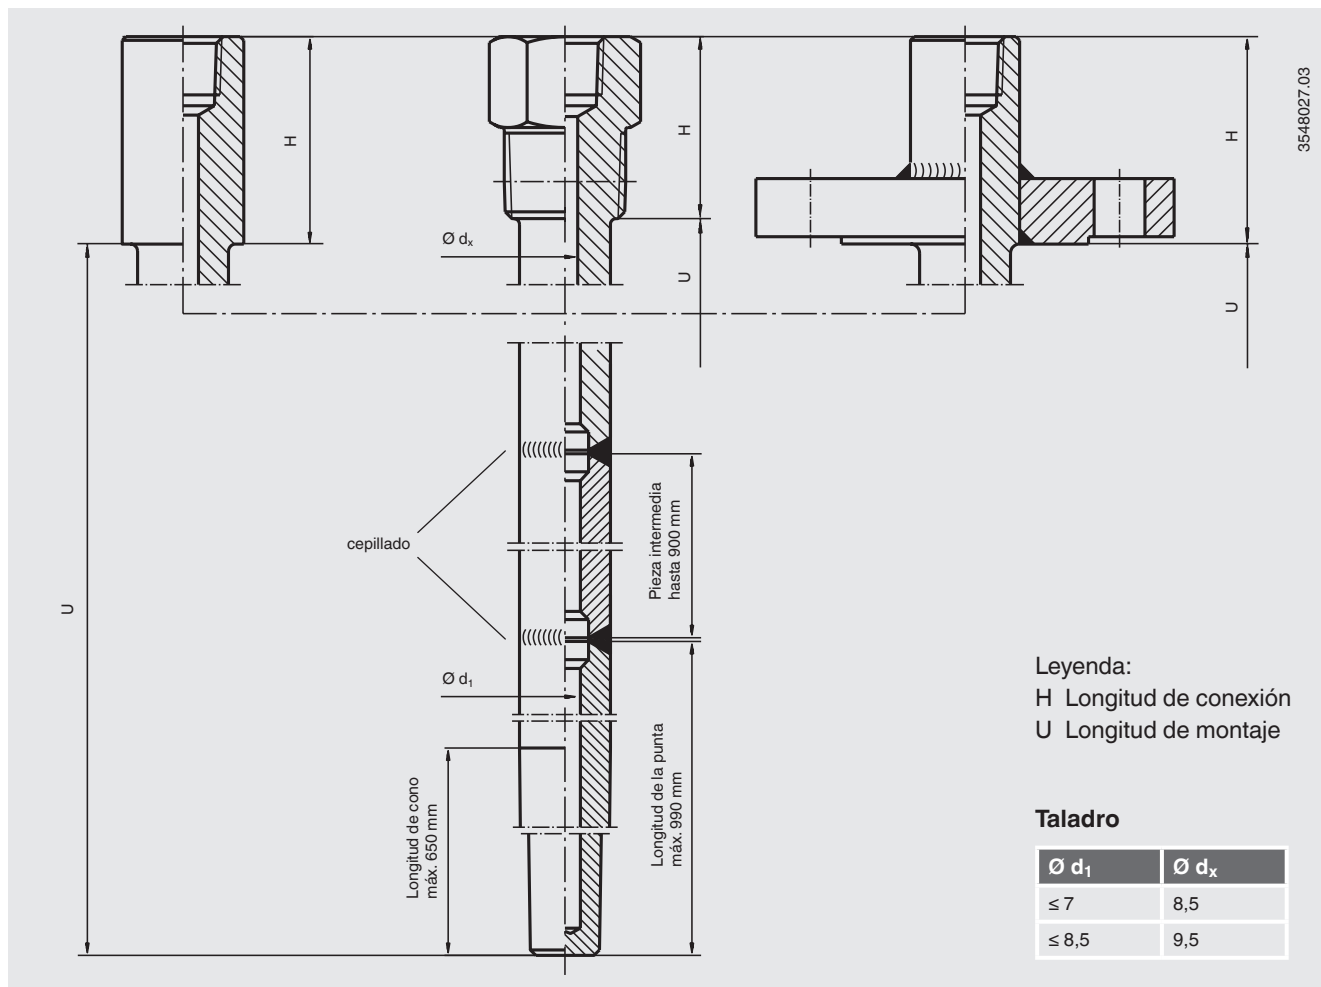 H
H
H
3548027.03
Ø dx
U
U
cepillado
Pieza intermedia
hasta 900 mm
U
Ø d1
Longitud de cono
máx. 650 mm
Longitud de la punta
máx. 990 mm
Leyenda:
H Longitud de conexión
U Longitud de montaje
Taladro
Ø d1 Ø dx
≤ 7 8,5
≤ 8,5 9,5